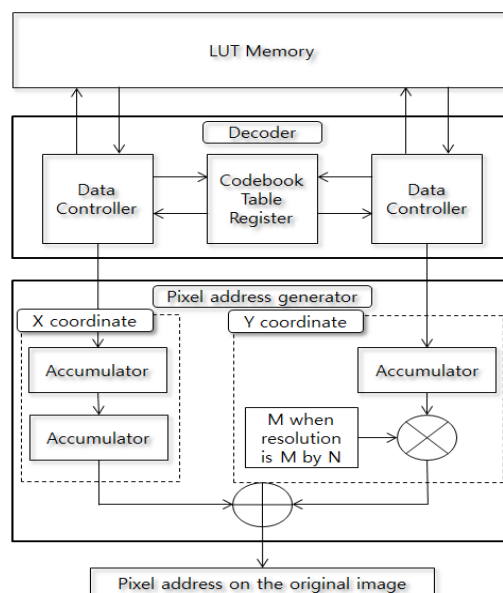 LUT Memory
Decoder
Data
Controller
Codebook
Table
Register
Data
Controller
Pixel address generator
X coordinate
Y coordinate
Accumulator
Accumulator
Accumulator
M when
resolution
is M by N
Pixel address on the original image